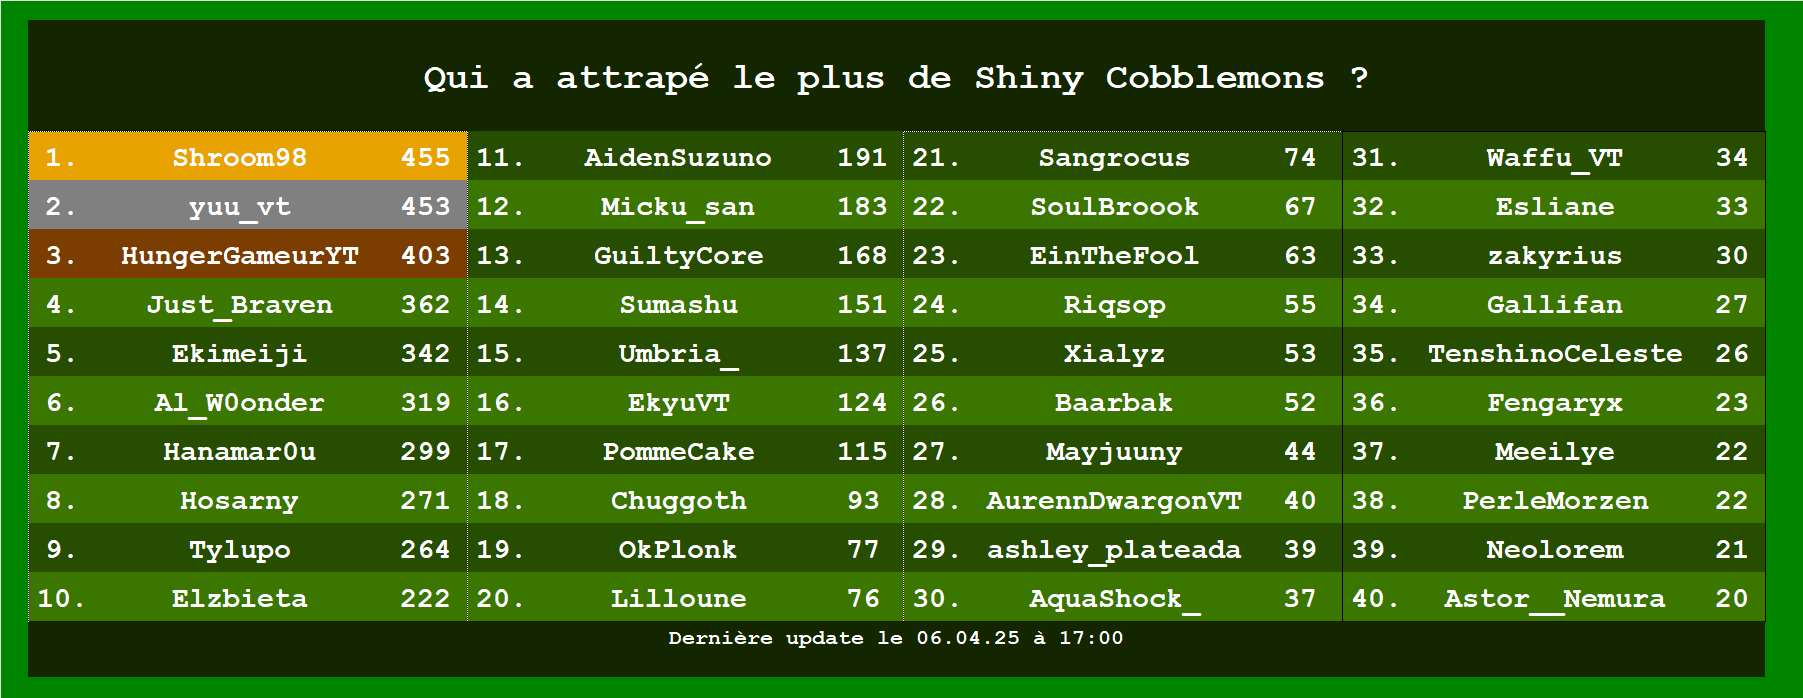 Qui a attrapé le plus de Shiny Cobblemons ?
1. Shroom98 455
2. yuu_vt 453
3. HungerGameurYT 403
4. Just_Braven 362
5. Ekimeiji 342
6. Al_W0onder 319
7. Hanamar0u 299
8. Hosarny 271
9. Tylupo 264
10. Elzbieta 222
11. AidenSuzuno 191
12. Micku_san 183
13. GuiltyCore 168
14. Sumashu 151
15. Umbria_ 137
16. EkyuVT 124
17. PommeCake 115
18. Chuggoth 93
19. OkPlonk 77
20. Lilloune 76
21. Sangrocus 74
22. SoulBroook 67
23. EinTheFool 63
24. Riqsop 55
25. Xialyz 53
26. Baarbak 52
27. Mayjuuny 44
28. AurennDwargonVT 40
29. ashley_plateada 39
30. AquaShock_ 37
31. Waffu_VT 34
32. Esliane 33
33. zakyrius 30
34. Gallifan 27
35. TenshinoCeleste 26
36. Fengaryx 23
37. Meeilye 22
38. PerleMorzen 22
39. Neolorem 21
40. Astor__Nemura 20
Dernière update le 06.04.25 à 17:00